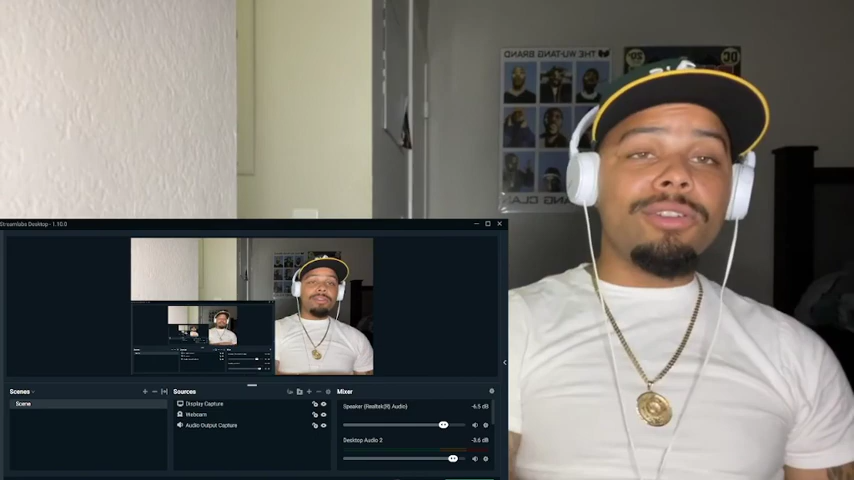 THE WU-TANG BRAND
Streamlabs Desktop - 1.10.0
Scenes
Scene
Sources
Display Capture
Webcam
Audio Output Capture
Mixer
Speaker (Realtek(R) Audio)
-6.5 dB
Desktop Audio 2
-3.6 dB